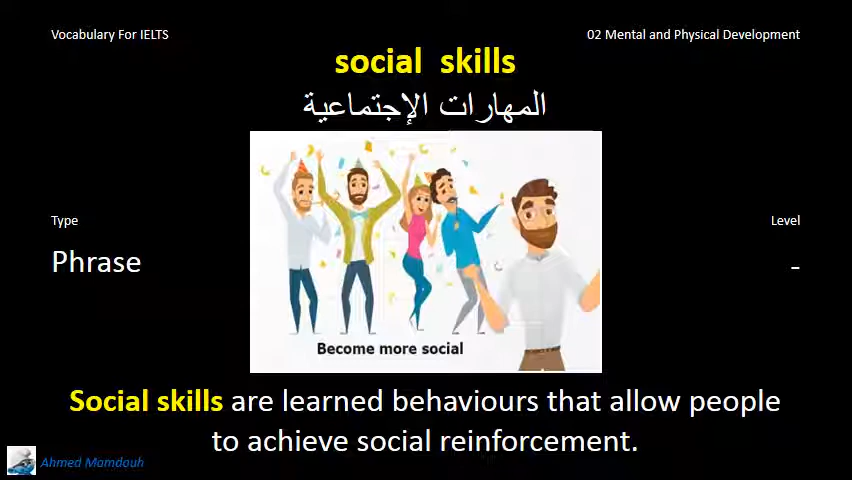 Vocabulary For IELTS
02 Mental and Physical Development
social skills
المهارات الإجتماعية
Type
Level
Phrase
-
Become more social
Social skills are learned behaviours that allow people
to achieve social reinforcement.
Ahmed Mamdouh